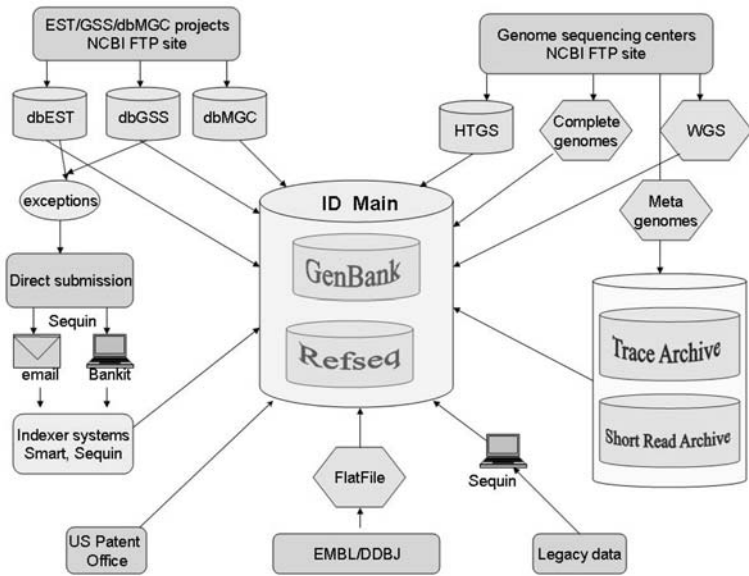 EST/GSS/dbMGC projects
NCBI FTP site
Genome sequencing centers
NCBI FTP site
dbEST
dbGSS
dbMGC
HTGS
Complete
genomes
WGS
exceptions
ID Main
Meta
genomes
GenBank
Direct submission
Sequin
Refseq
Trace Archive
email
Bankit
Short Read Archive
Indexer systems
Smart, Sequin
FlatFile
Sequin
US Patent
Office
EMBL/DDBJ
Legacy data